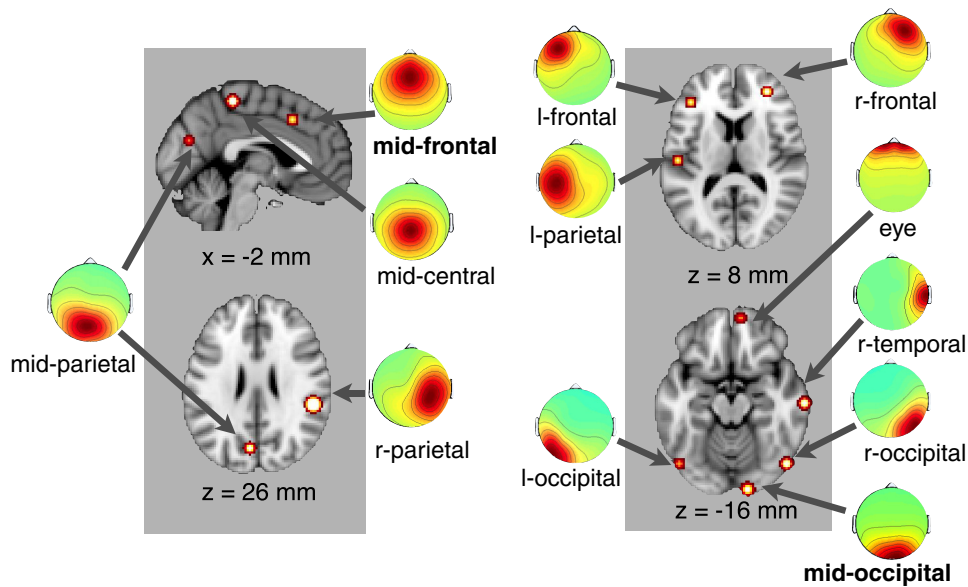 mid-frontal
x = -2 mm
mid-central
mid-parietal
r-parietal
z = 26 mm
l-frontal
r-frontal
l-parietal
eye
z = 8 mm
r-temporal
l-occipital
r-occipital
z = -16 mm
mid-occipital